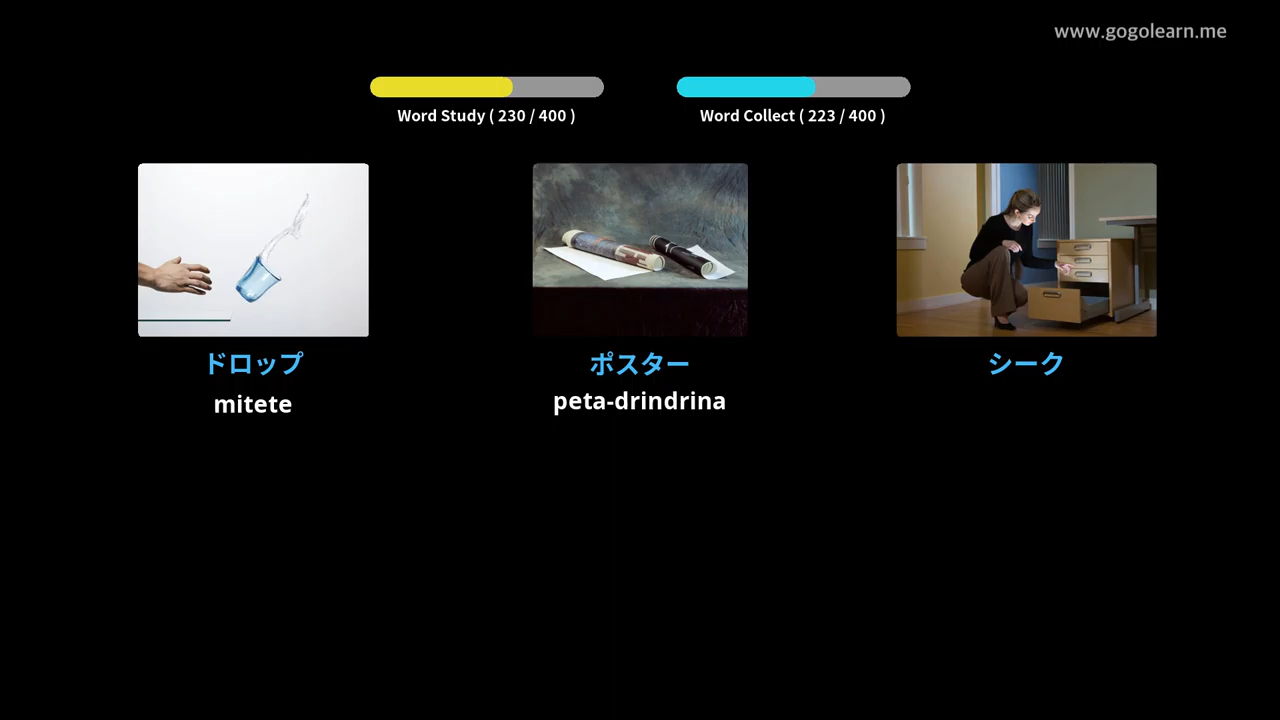 www.gogolearn.me
Word Study ( 230 / 400 )
Word Collect ( 223 / 400 )
ドロップ
mitete
ポスター
peta-drindrina
シーク